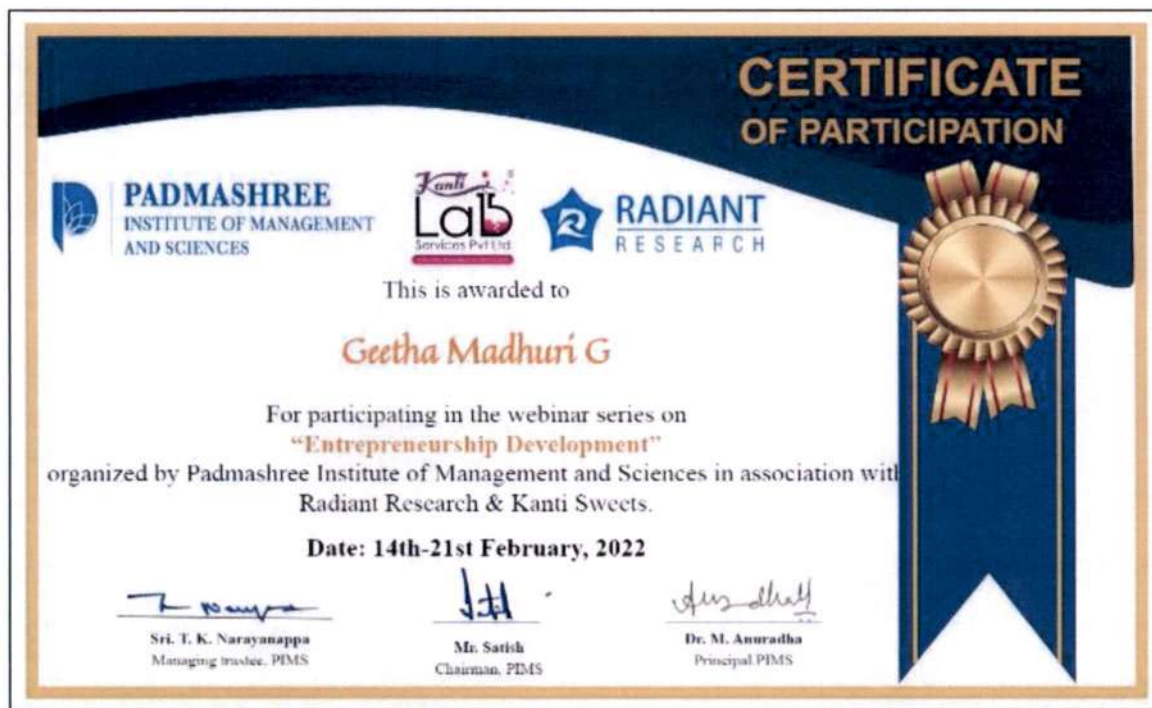 CERTIFICATE
OF PARTICIPATION
PADMASHREE
INSTITUTE OF MANAGEMENT
AND SCIENCES
Kanti
Lab
Services Pvt Ltd
RADIANT
RESEARCH
This is awarded to
Geetha Madhuri G
For participating in the webinar series on
“Entrepreneurship Development”
organized by Padmashree Institute of Management and Sciences in association with
Radiant Research & Kanti Sweets.
Date: 14th-21st February, 2022
Sri. T. K. Narayanappa
Managing trustee, PIMS
Mr. Satish
Chairman, PIMS
Dr. M. Anuradha
Principal PIMS